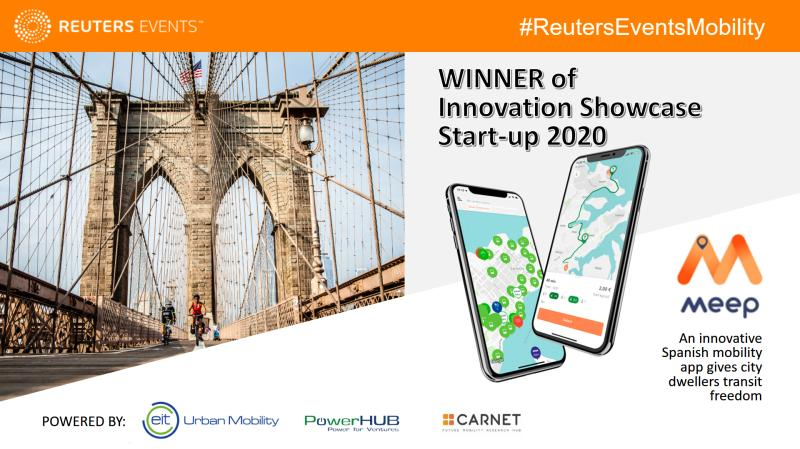 REUTERS EVENTS™
#ReutersEventsMobility
WINNER of
Innovation Showcase
Start-up 2020
meep
An innovative
Spanish mobility
app gives city
dwellers transit
freedom
POWERED BY:
eit Urban Mobility
PowerHUB
Power for Ventures
CARNET
FUTURE MOBILITY RESEARCH HUB